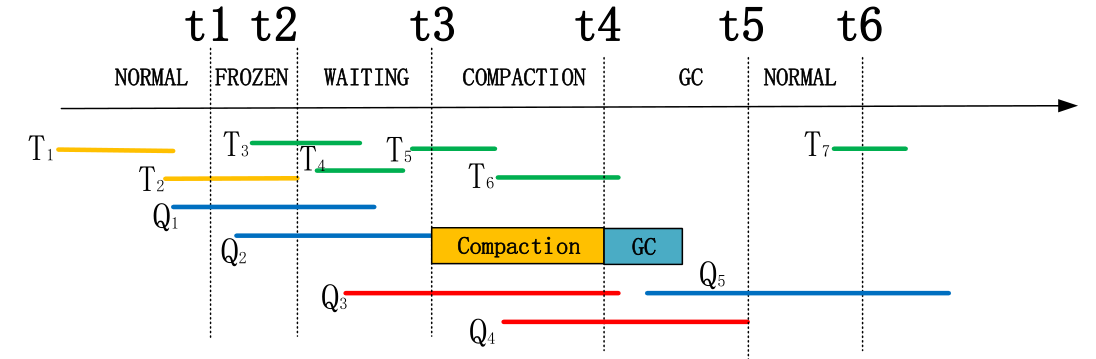 t1 t2 t3 t4 t5 t6
NORMAL FROZEN WAITING COMPACTION GC NORMAL
T1 T3 T4 T5 T7
T2 T6
Q1
Q2 Compaction GC
Q3 Q5
Q4